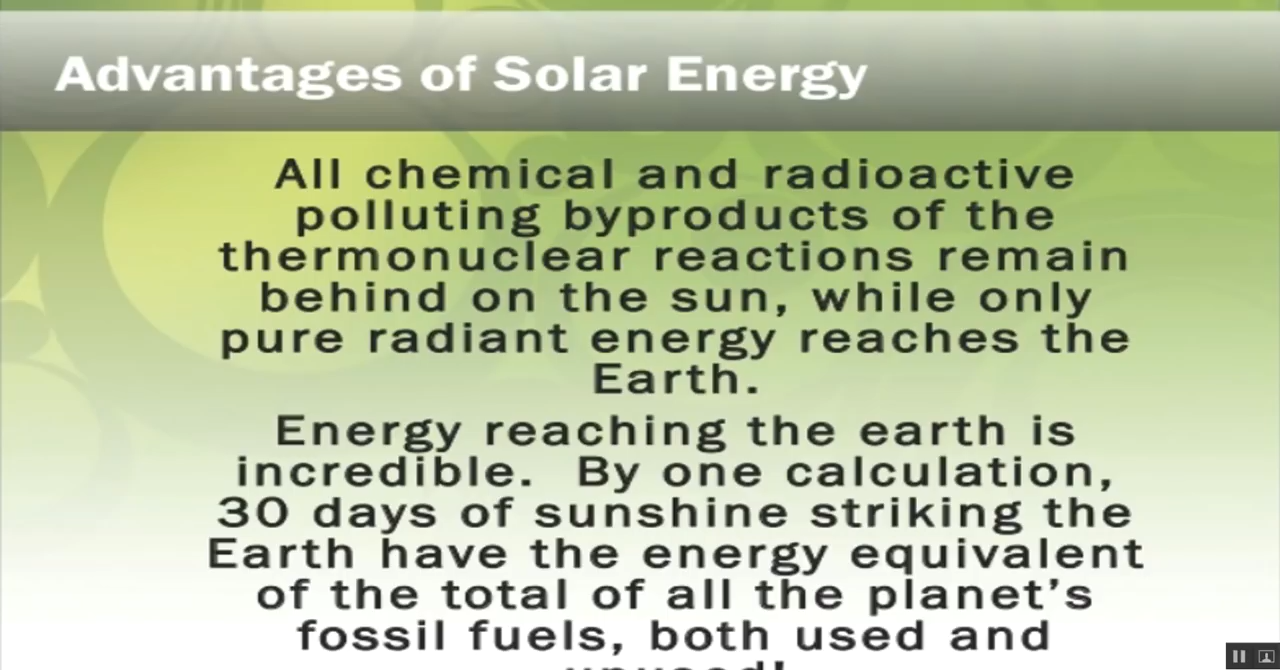 Advantages of Solar Energy
All chemical and radioactive
polluting byproducts of the
thermonuclear reactions remain
behind on the sun, while only
pure radiant energy reaches the
Earth.
Energy reaching the earth is
incredible.  By one calculation,
30 days of sunshine striking the
Earth have the energy equivalent
of the total of all the planet’s
fossil fuels, both used and
unused!